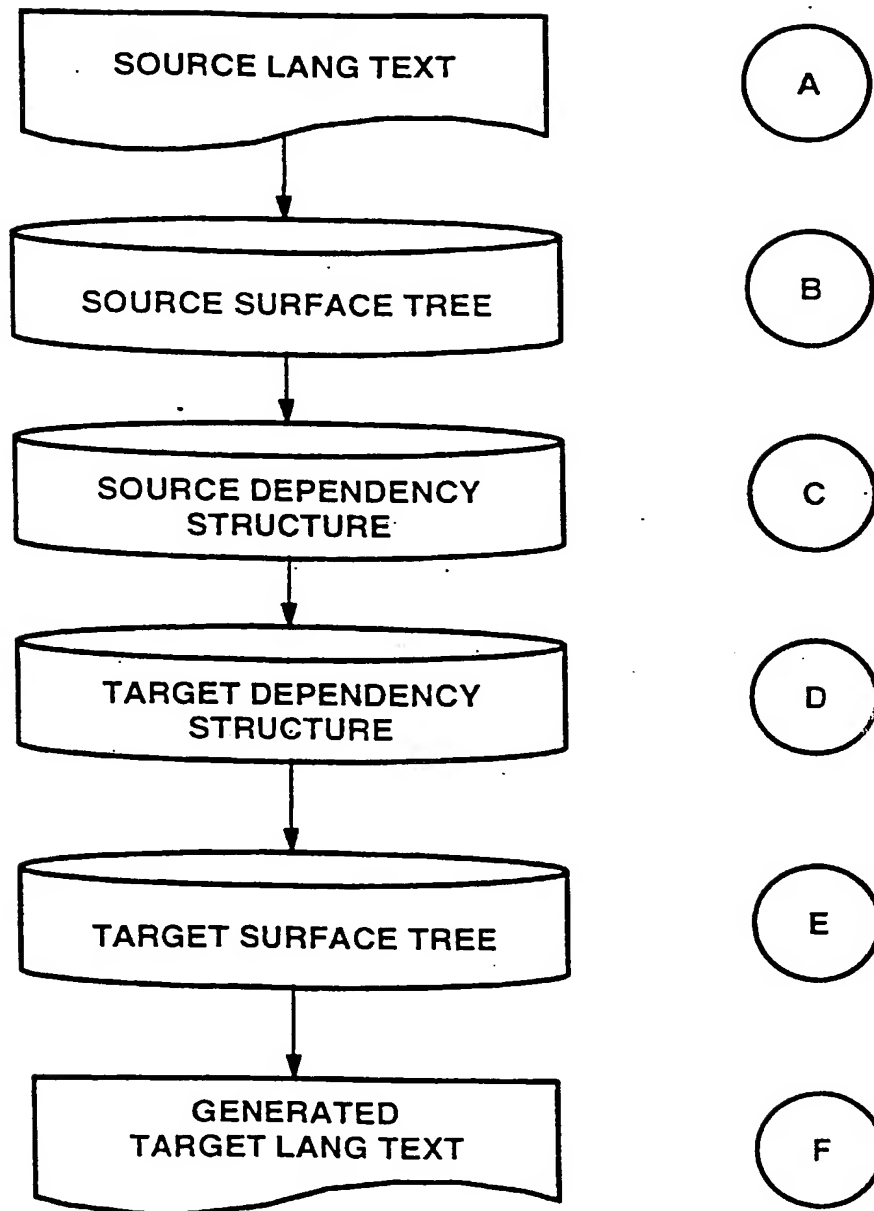 SOURCE LANG TEXT
A
SOURCE SURFACE TREE
B
SOURCE DEPENDENCY
STRUCTURE
C
TARGET DEPENDENCY
STRUCTURE
D
TARGET SURFACE TREE
E
GENERATED
TARGET LANG TEXT
F